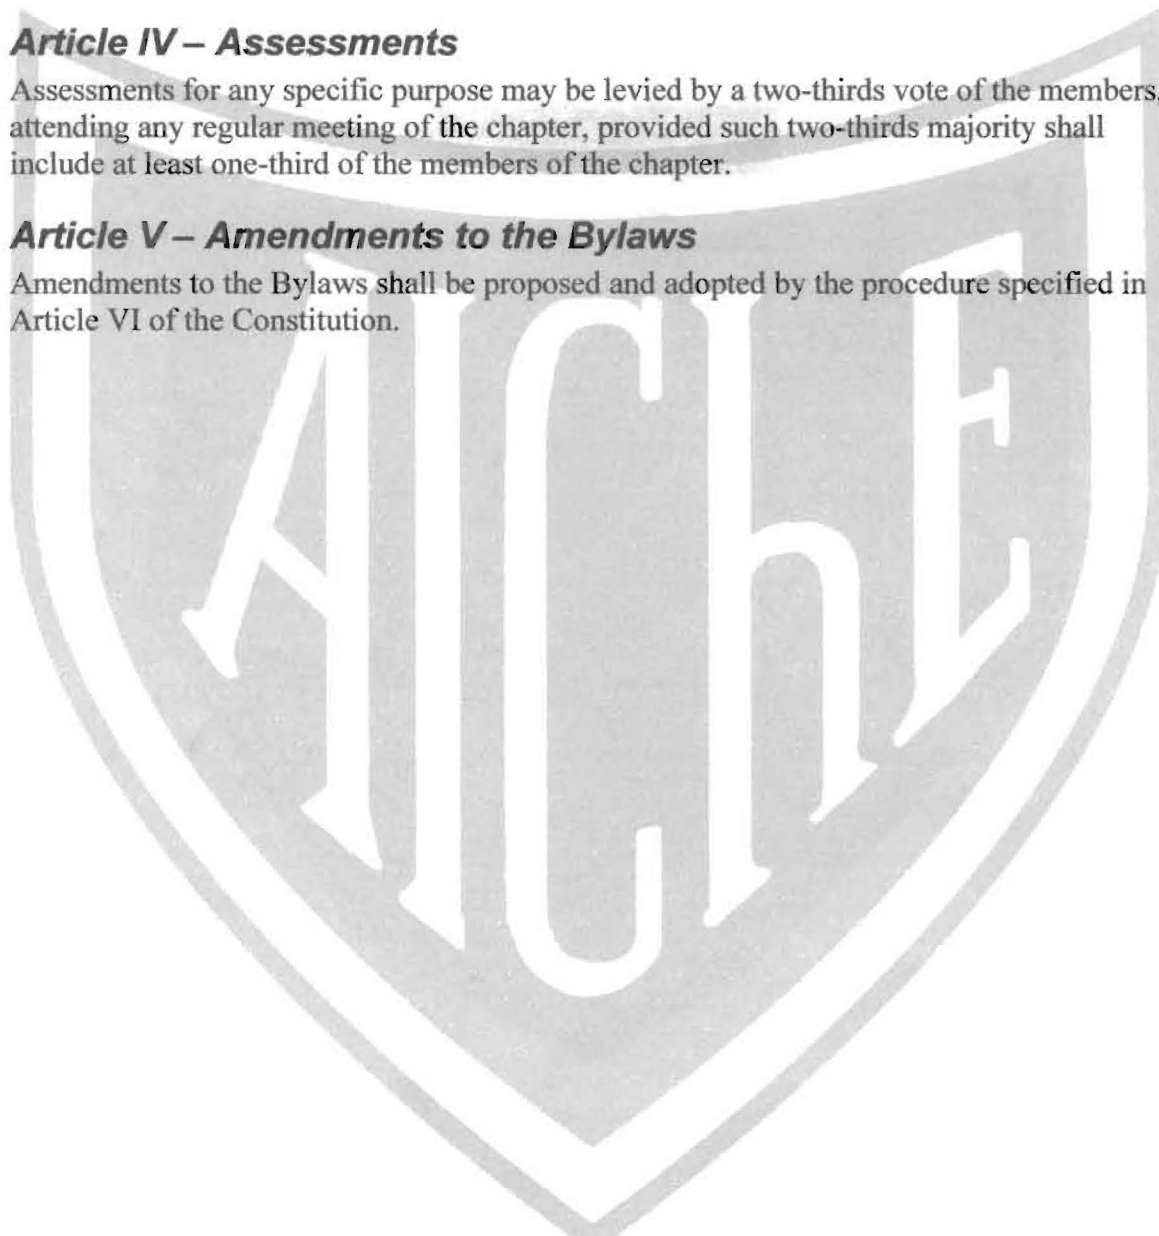 Article IV – Assessments
Assessments for any specific purpose may be levied by a two-thirds vote of the members,
attending any regular meeting of the chapter, provided such two-thirds majority shall
include at least one-third of the members of the chapter.
Article V – Amendments to the Bylaws
Amendments to the Bylaws shall be proposed and adopted by the procedure specified in
Article VI of the Constitution.
AIChE